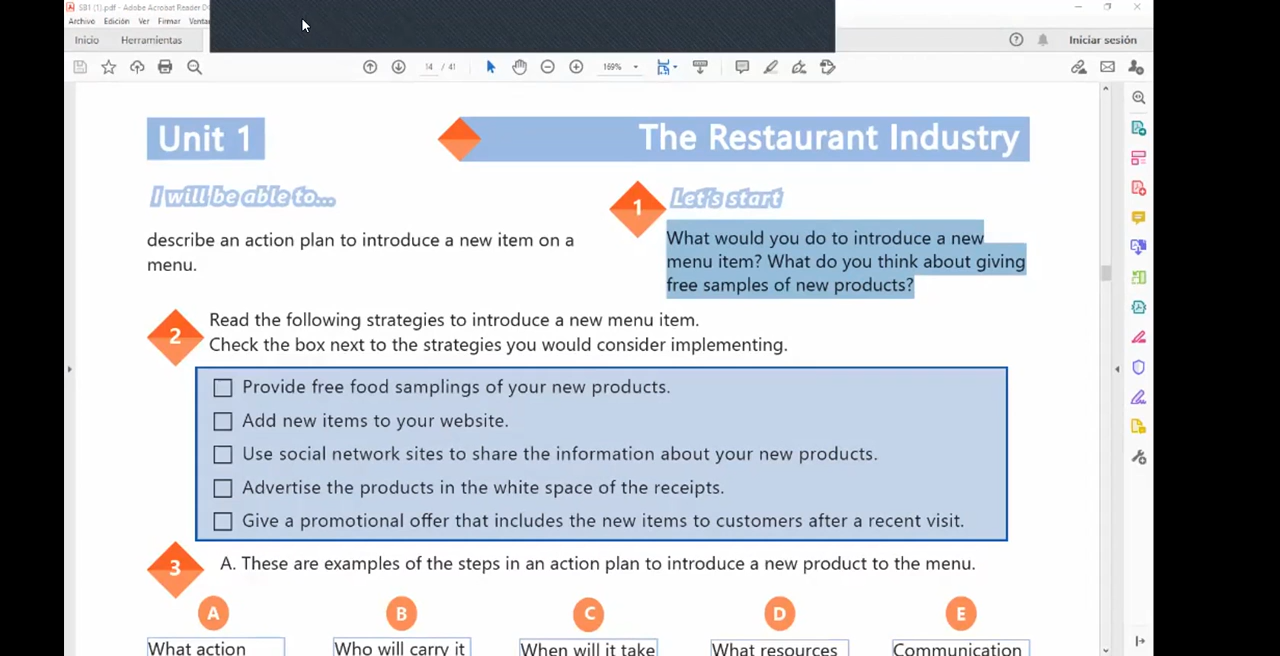 SB1 (1).pdf - Adobe Acrobat Reader D
Archivo Edición Ver Firmar Venta
Inicio Herramientas
Iniciar sesión
14 / 41
169%
Unit 1
The Restaurant Industry
I will be able to...
describe an action plan to introduce a new item on a
menu.
1
Let's start
What would you do to introduce a new
menu item? What do you think about giving
free samples of new products?
2
Read the following strategies to introduce a new menu item.
Check the box next to the strategies you would consider implementing.
Provide free food samplings of your new products.
Add new items to your website.
Use social network sites to share the information about your new products.
Advertise the products in the white space of the receipts.
Give a promotional offer that includes the new items to customers after a recent visit.
3
A. These are examples of the steps in an action plan to introduce a new product to the menu.
A B C D E
What action
Who will carry it
When will it take
What resources
Communication